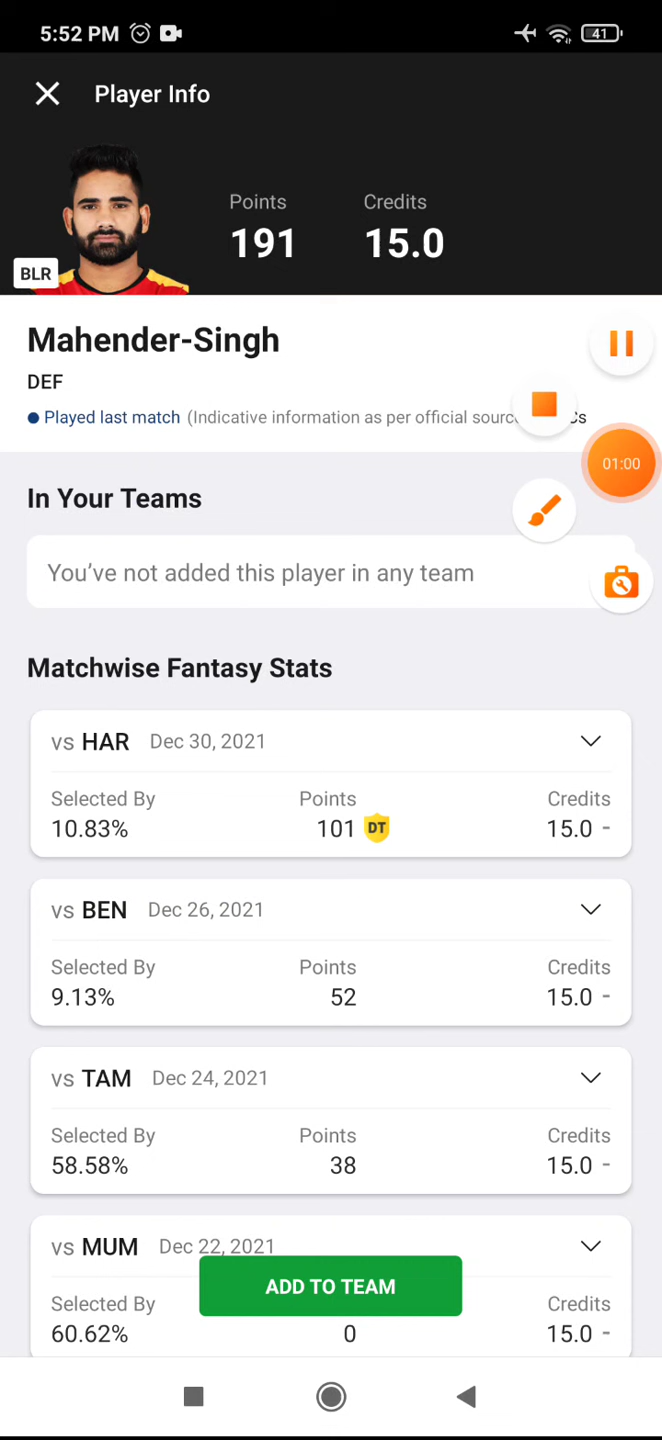 5:52 PM 41
Player Info
Points Credits
191 15.0
BLR
Mahender-Singh
DEF
Played last match (Indicative information as per official sourc
01:00
In Your Teams
You’ve not added this player in any team
Matchwise Fantasy Stats
vs HAR Dec 30, 2021
Selected By Points Credits
10.83% 101 DT 15.0 -
vs BEN Dec 26, 2021
Selected By Points Credits
9.13% 52 15.0 -
vs TAM Dec 24, 2021
Selected By Points Credits
58.58% 38 15.0 -
vs MUM Dec 22, 2021
ADD TO TEAM
Selected By Credits
60.62% 0 15.0 -